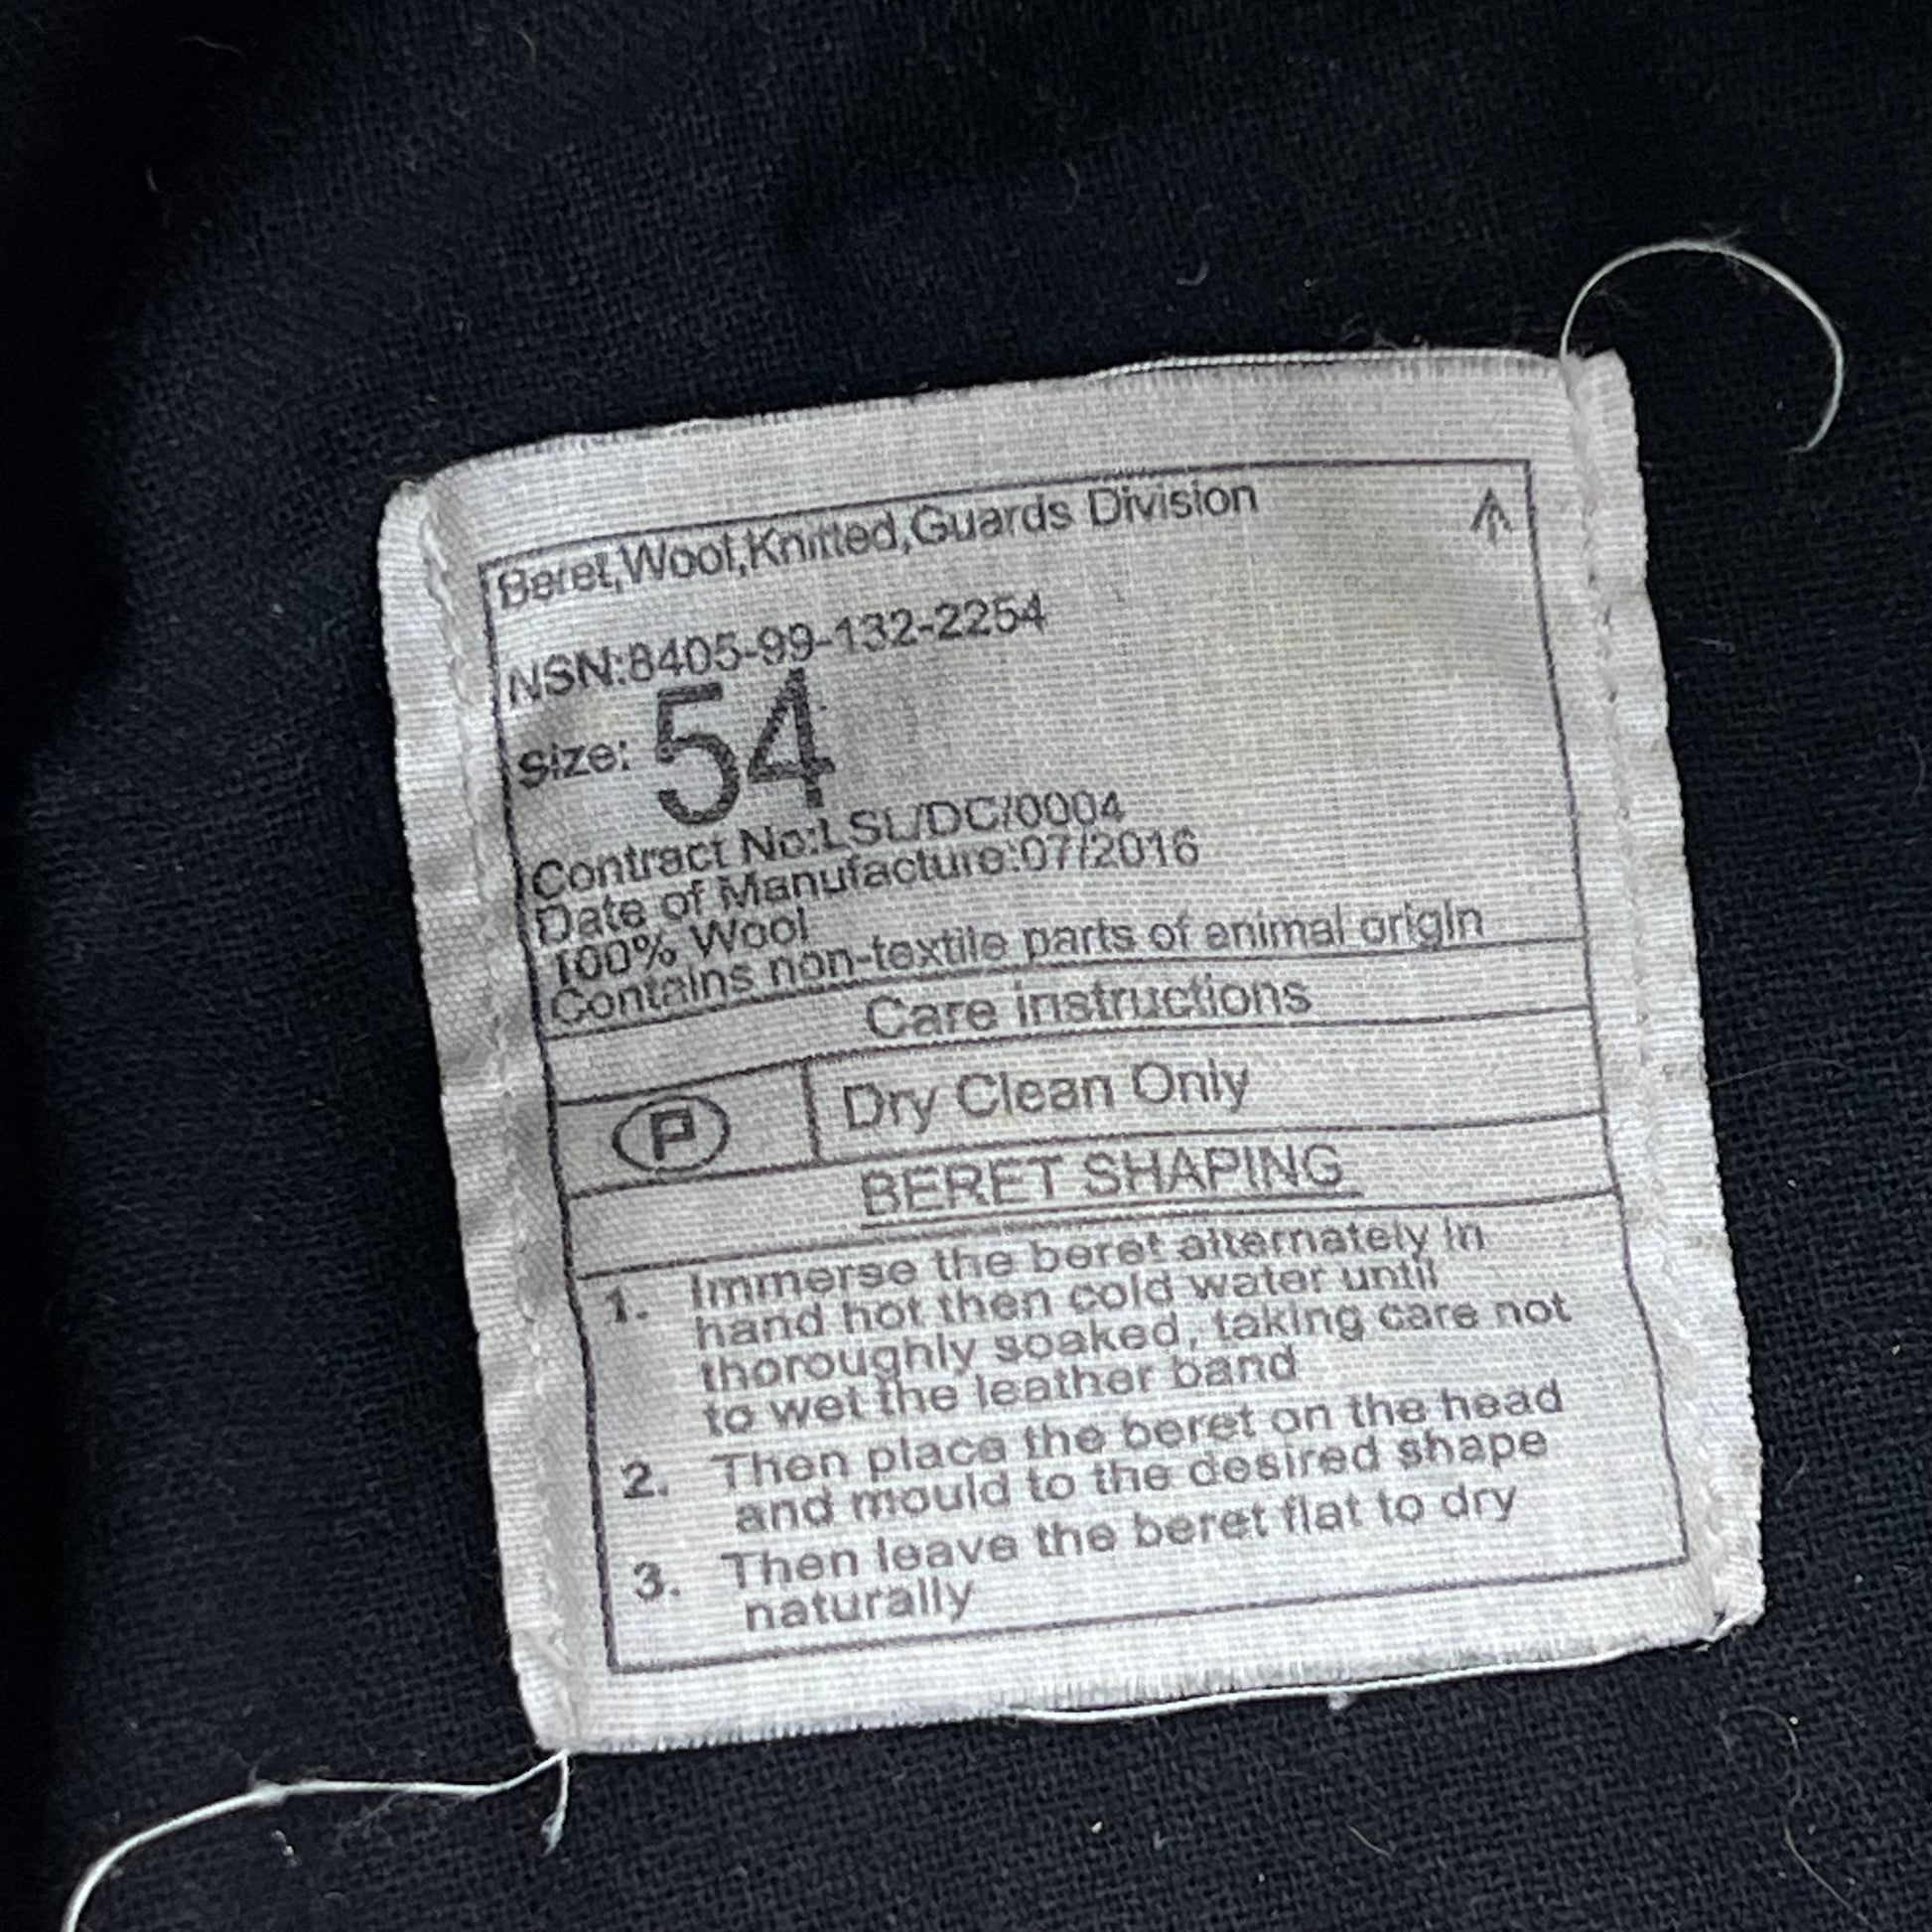 Beret,Wool,Knitted,Guards Division
NSN:8405-99-132-2254
Size: 54
Contract No:LSL/DC/0004
Date of Manufacture:07/2016
100% Wool
Contains non-textile parts of animal origin
Care instructions
P Dry Clean Only
BERET SHAPING
1. Immerse the beret alternately in
hand hot then cold water until
thoroughly soaked, taking care not
to wet the leather band
2. Then place the beret on the head
and mould to the desired shape
3. Then leave the beret flat to dry
naturally